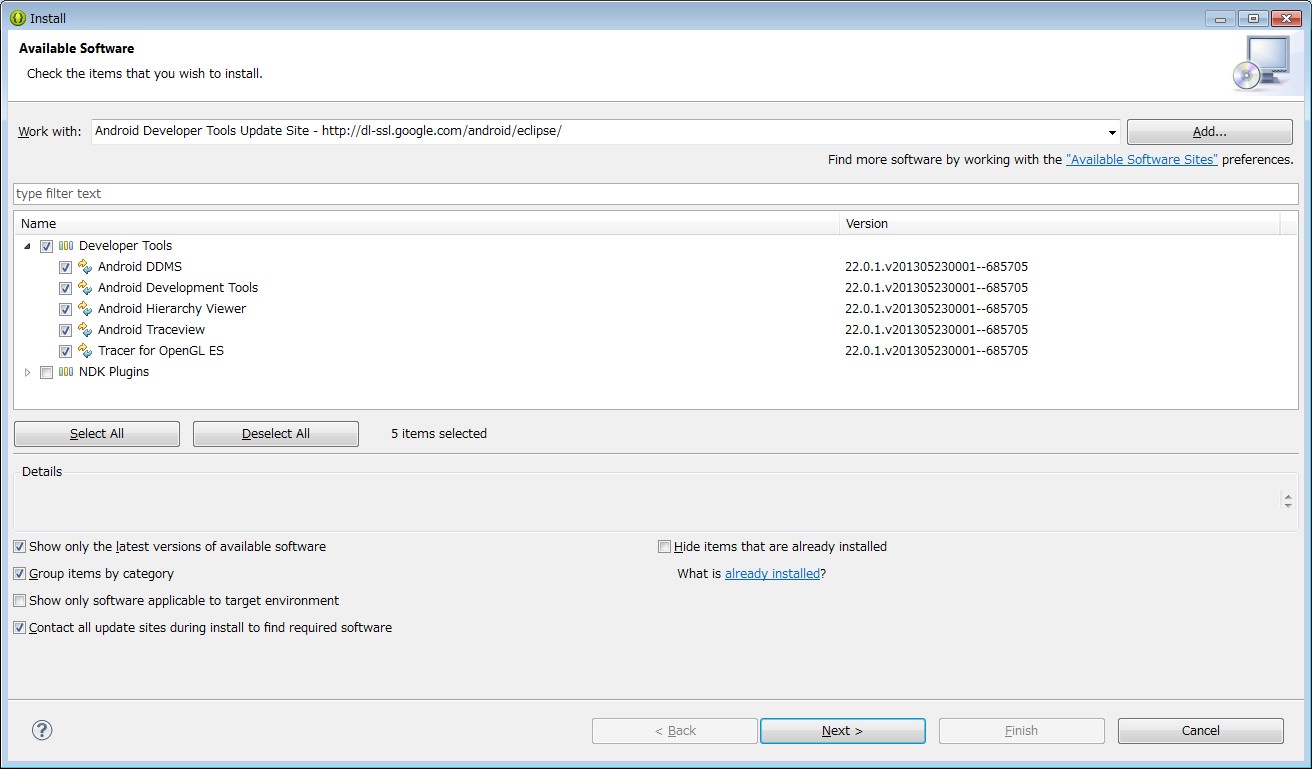 Install
Available Software
Check the items that you wish to install.
Work with: Android Developer Tools Update Site - http://dl-ssl.google.com/android/eclipse/ Add...
Find more software by working with the "Available Software Sites" preferences.
type filter text
Name Version
Developer Tools
Android DDMS 22.0.1.v201305230001--685705
Android Development Tools 22.0.1.v201305230001--685705
Android Hierarchy Viewer 22.0.1.v201305230001--685705
Android Traceview 22.0.1.v201305230001--685705
Tracer for OpenGL ES 22.0.1.v201305230001--685705
NDK Plugins
Select All Deselect All 5 items selected
Details
Show only the latest versions of available software Hide items that are already installed
Group items by category What is already installed?
Show only software applicable to target environment
Contact all update sites during install to find required software
? < Back Next > Finish Cancel